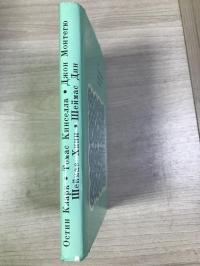 Остин Кларк • Томас Кинселла • Джон Монтегю
Шеймас Хини • Шеймас Дин